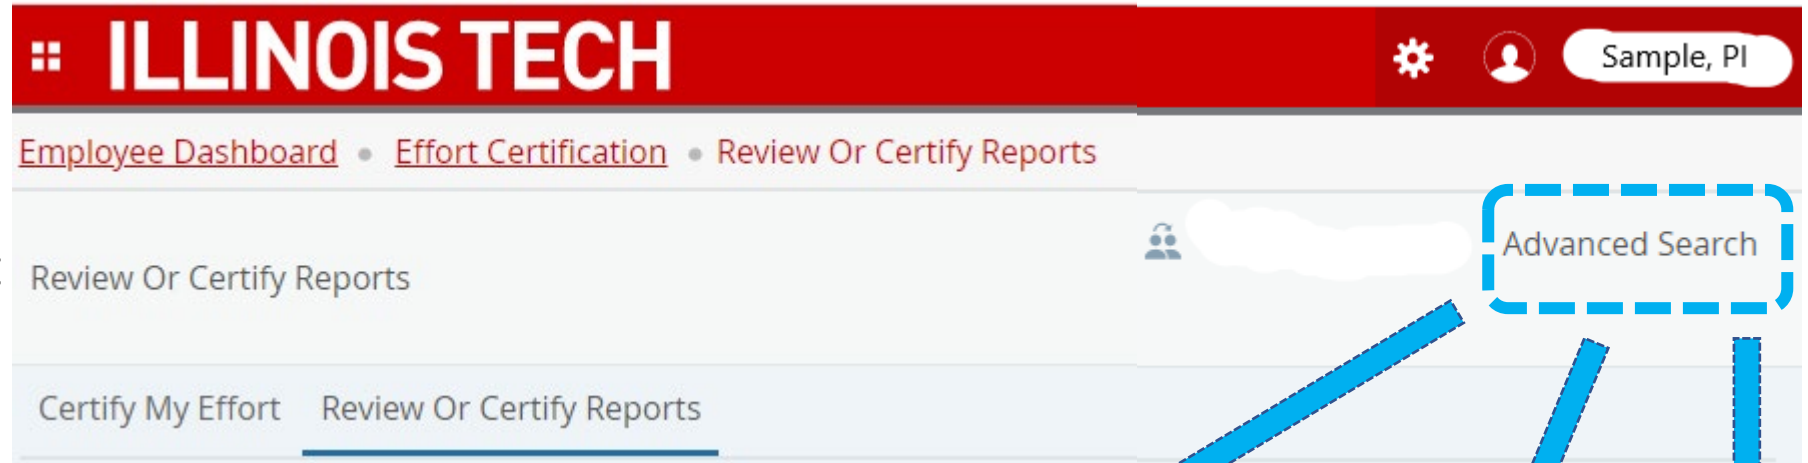 ILLINOIS TECH
Sample, PI
Employee Dashboard • Effort Certification • Review Or Certify Reports
Advanced Search
Review Or Certify Reports
Certify My Effort Review Or Certify Reports